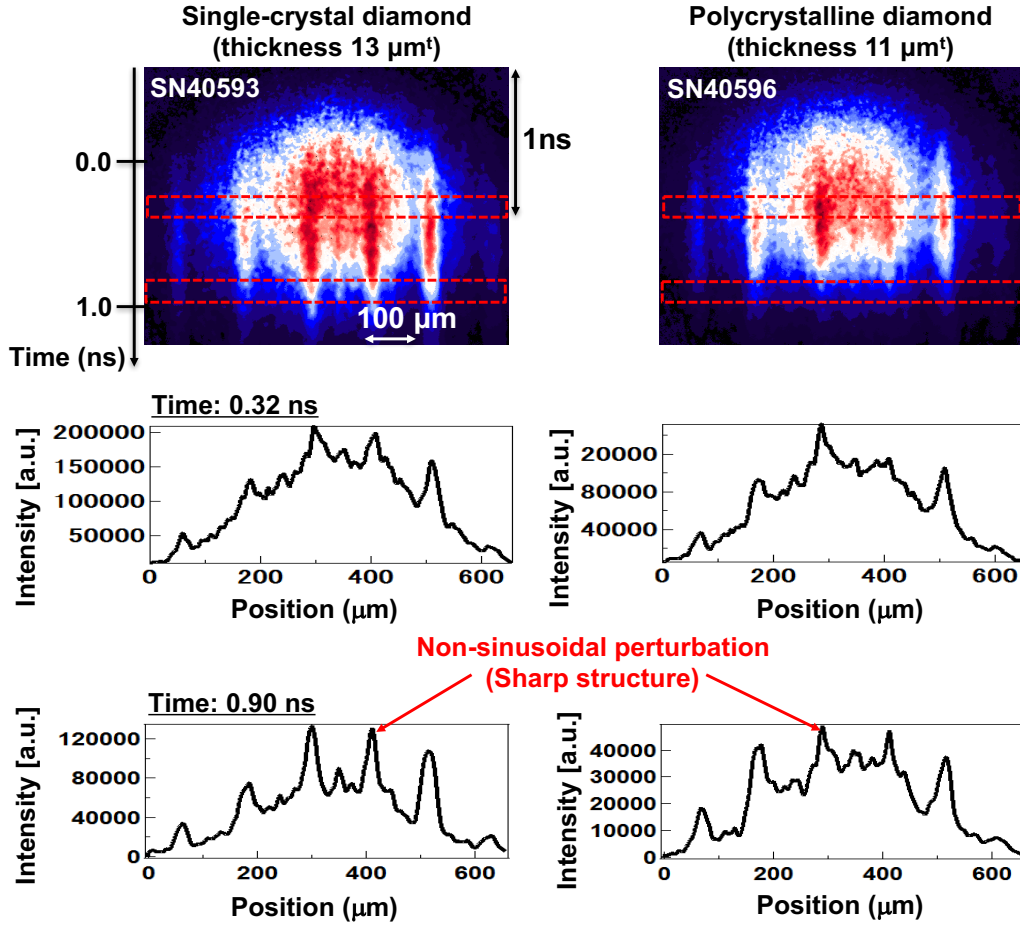 Single-crystal diamond
(thickness 13 μmᵗ)
Polycrystalline diamond
(thickness 11 μmᵗ)
SN40593
SN40596
1ns
0.0
1.0
100 μm
Time (ns)
Time: 0.32 ns
Intensity [a.u.]
200000
150000
100000
50000
0 200 400 600
Position (μm)
Intensity [a.u.]
20000
80000
40000
0 200 400 600
Position (μm)
Non-sinusoidal perturbation
(Sharp structure)
Time: 0.90 ns
Intensity [a.u.]
120000
80000
40000
0
0 200 400 600
Position (μm)
Intensity [a.u.]
40000
30000
20000
10000
0
0 200 400 600
Position (μm)